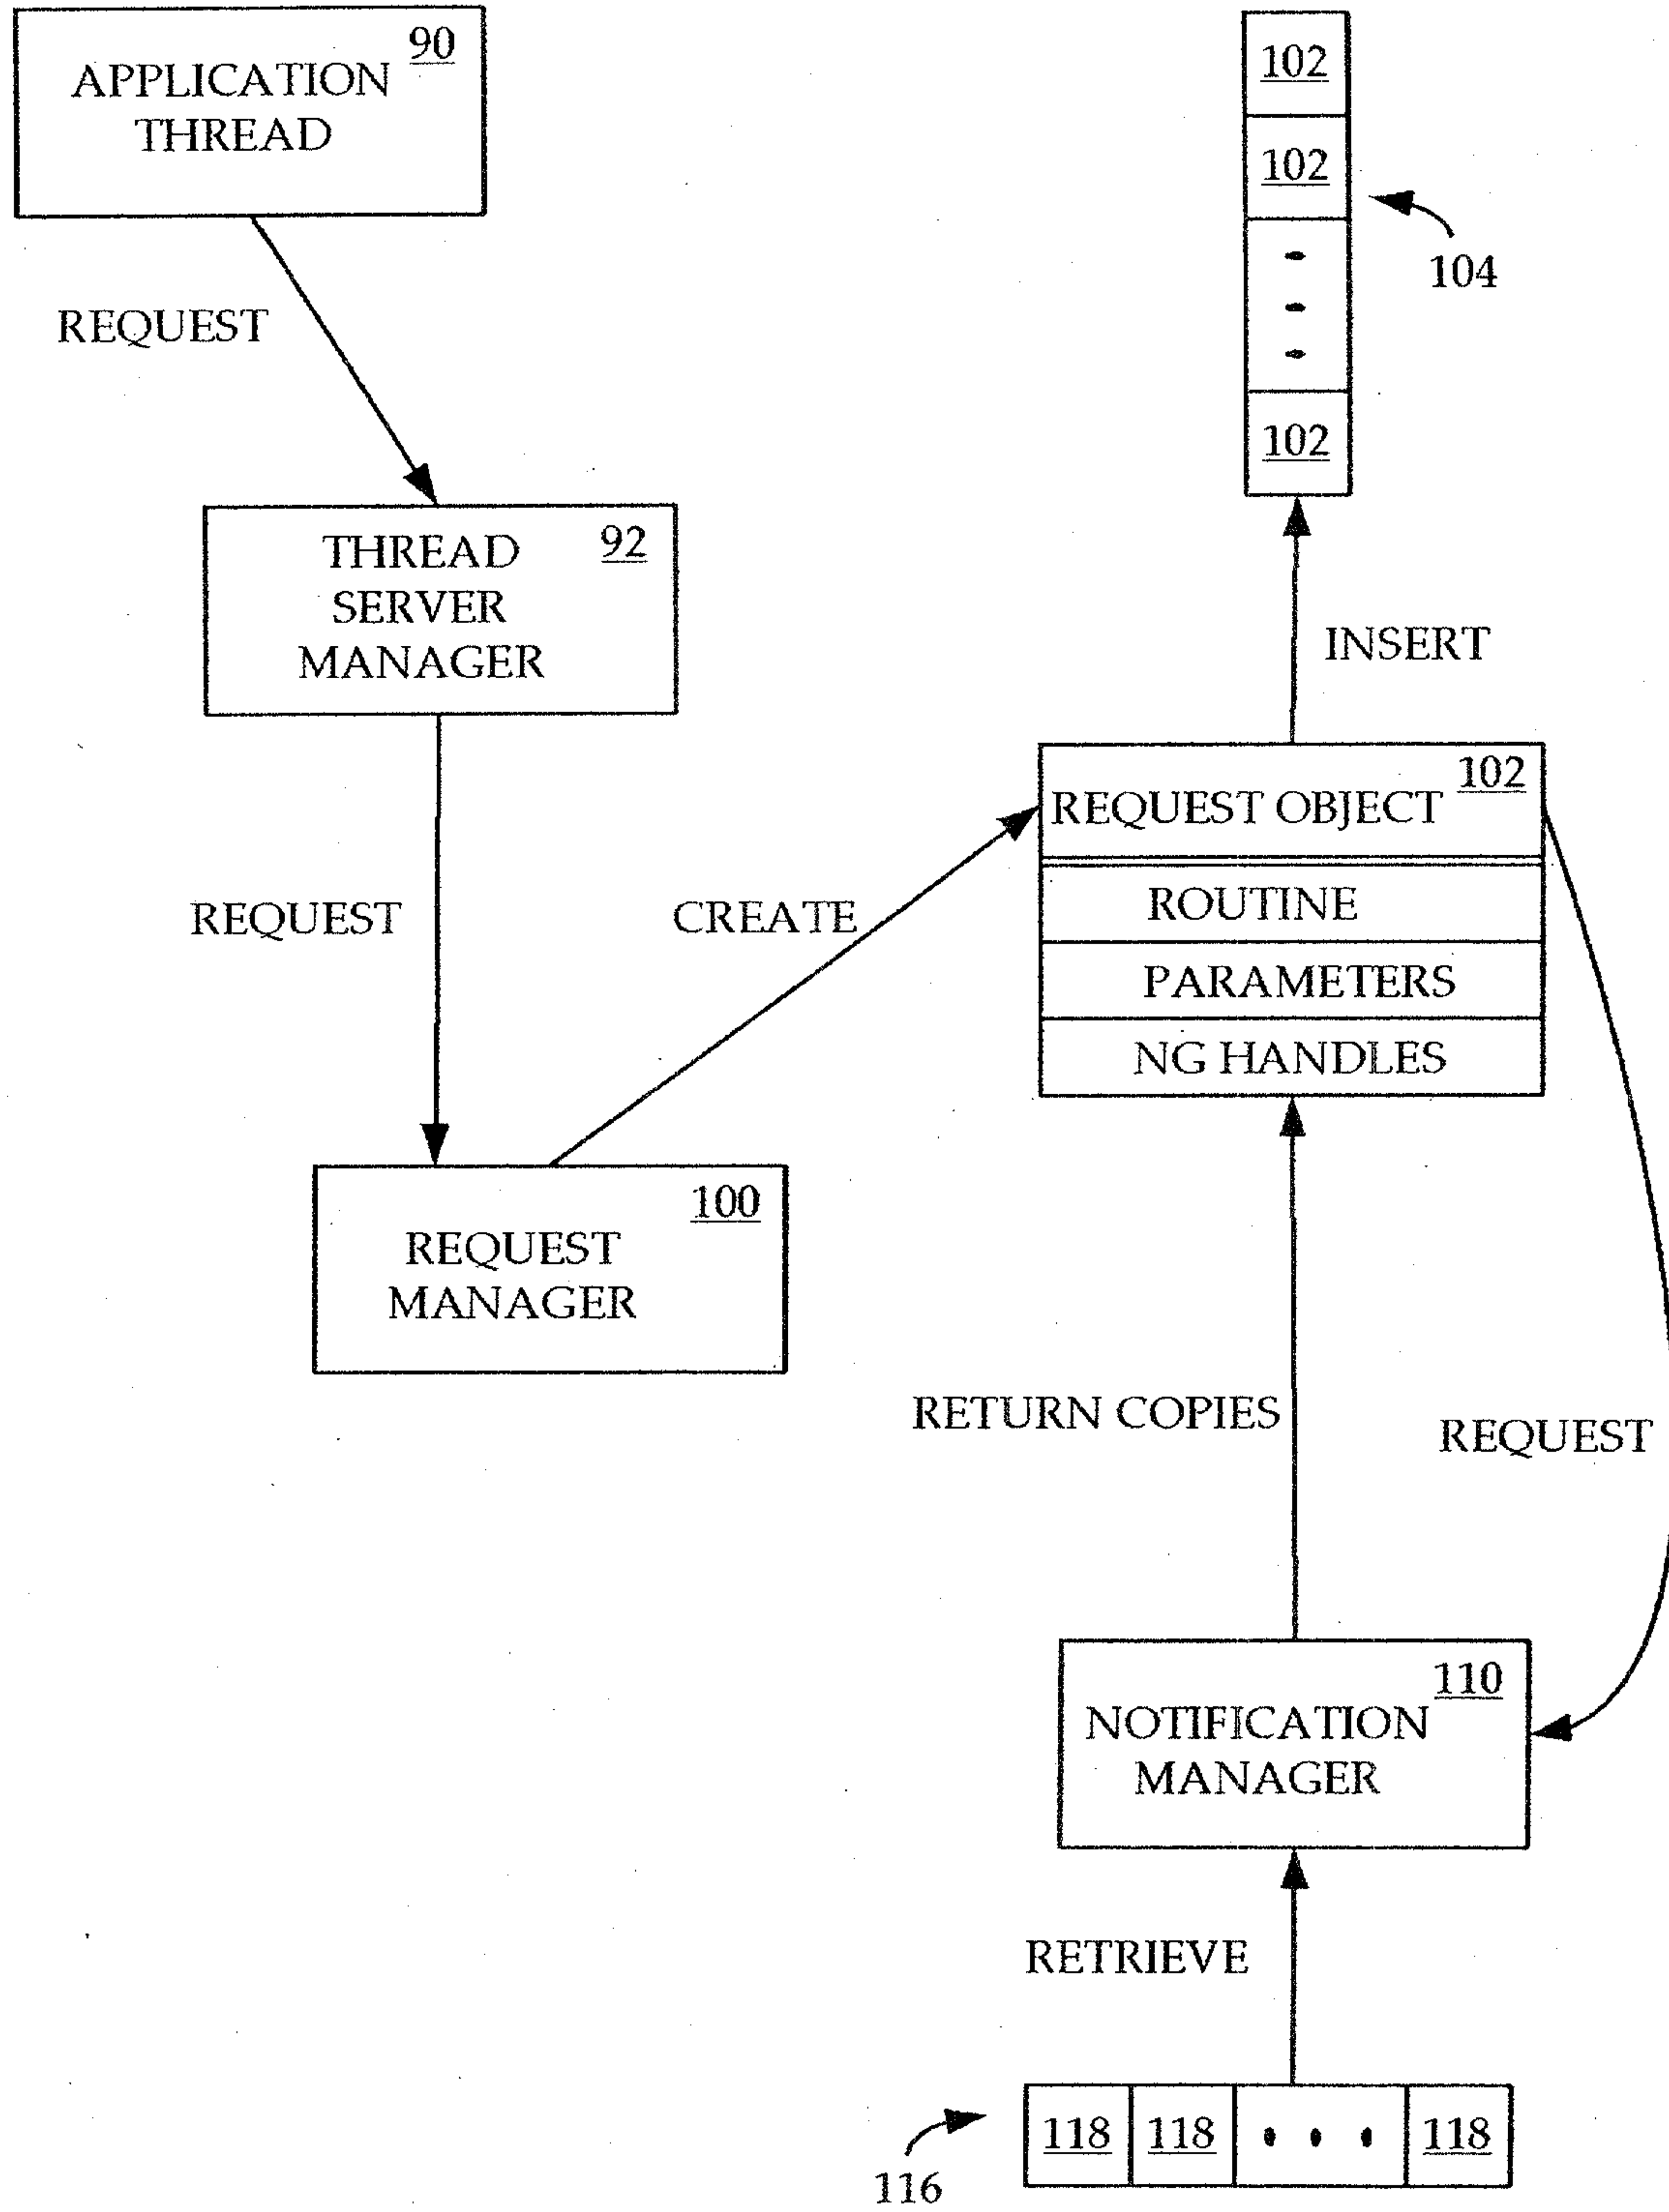 90
APPLICATION
THREAD
REQUEST
92
THREAD
SERVER
MANAGER
REQUEST
100
REQUEST
MANAGER
CREATE
102
102
102
104
INSERT
102
REQUEST OBJECT
ROUTINE
PARAMETERS
NG HANDLES
RETURN COPIES
REQUEST
110
NOTIFICATION
MANAGER
RETRIEVE
118 118 118
116